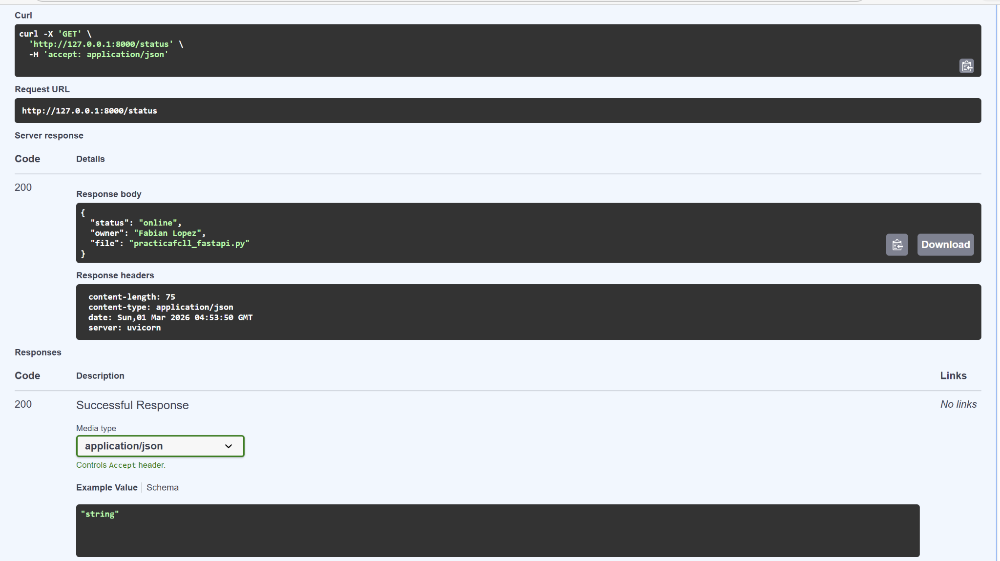 Curl
curl -X 'GET' \
'http://127.0.0.1:8000/status' \
-H 'accept: application/json'
Request URL
http://127.0.0.1:8000/status
Server response
Code Details
200
Response body
{
"status": "online",
"owner": "Fabian Lopez",
"file": "practicafcll_fastapi.py"
}
Download
Response headers
content-length: 75
content-type: application/json
date: Sun,01 Mar 2026 04:53:50 GMT
server: uvicorn
Responses
Code Description Links
200 Successful Response No links
Media type
application/json
Controls Accept header.
Example Value Schema
"string"